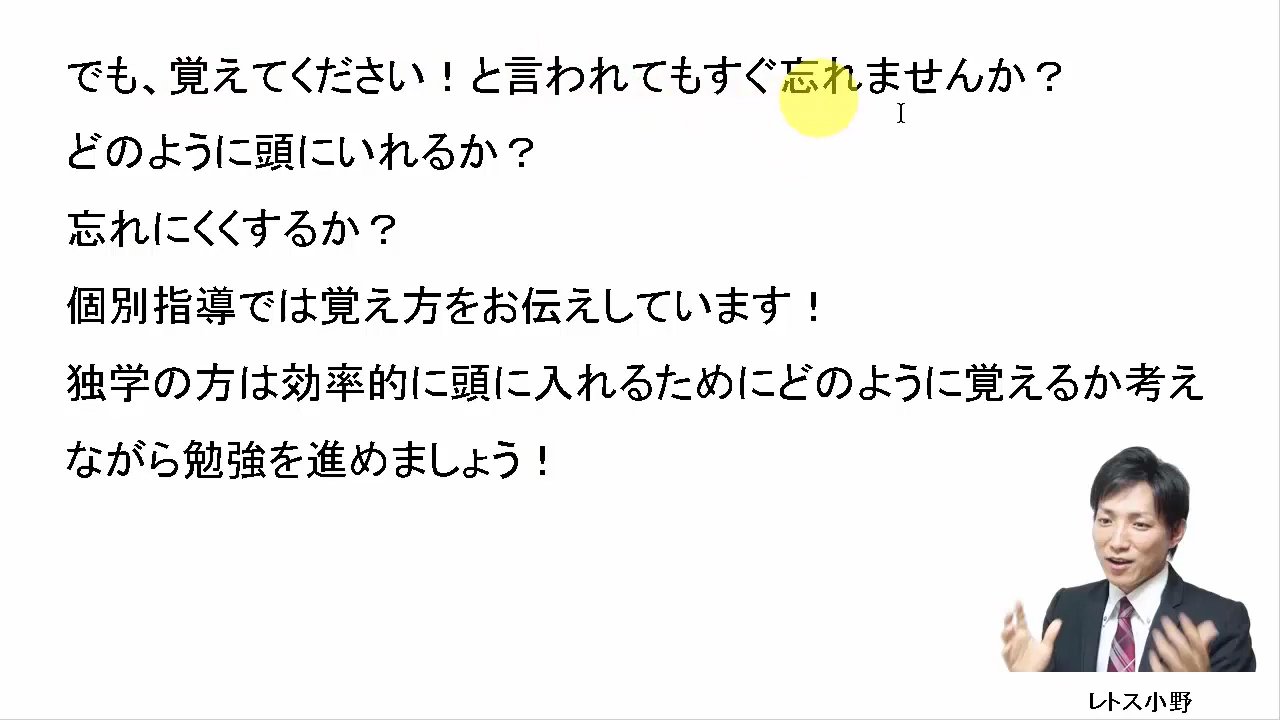 でも、覚えてください！と言われてもすぐ忘れませんか？
どのように頭にいれるか？
忘れにくくするか？
個別指導では覚え方をお伝えしています！
独学の方は効率的に頭に入れるためにどのように覚えるか考え
ながら勉強を進めましょう！
レトス小野